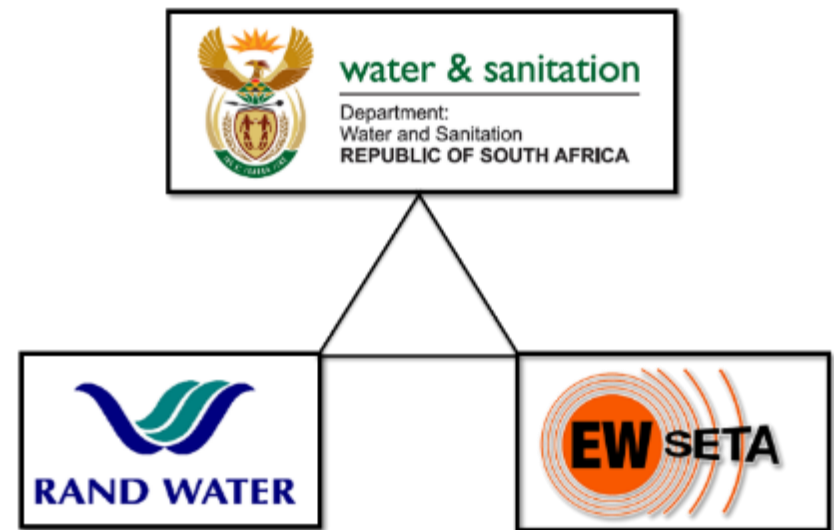 water & sanitation
Department:
Water and Sanitation
REPUBLIC OF SOUTH AFRICA
RAND WATER
EW SETA